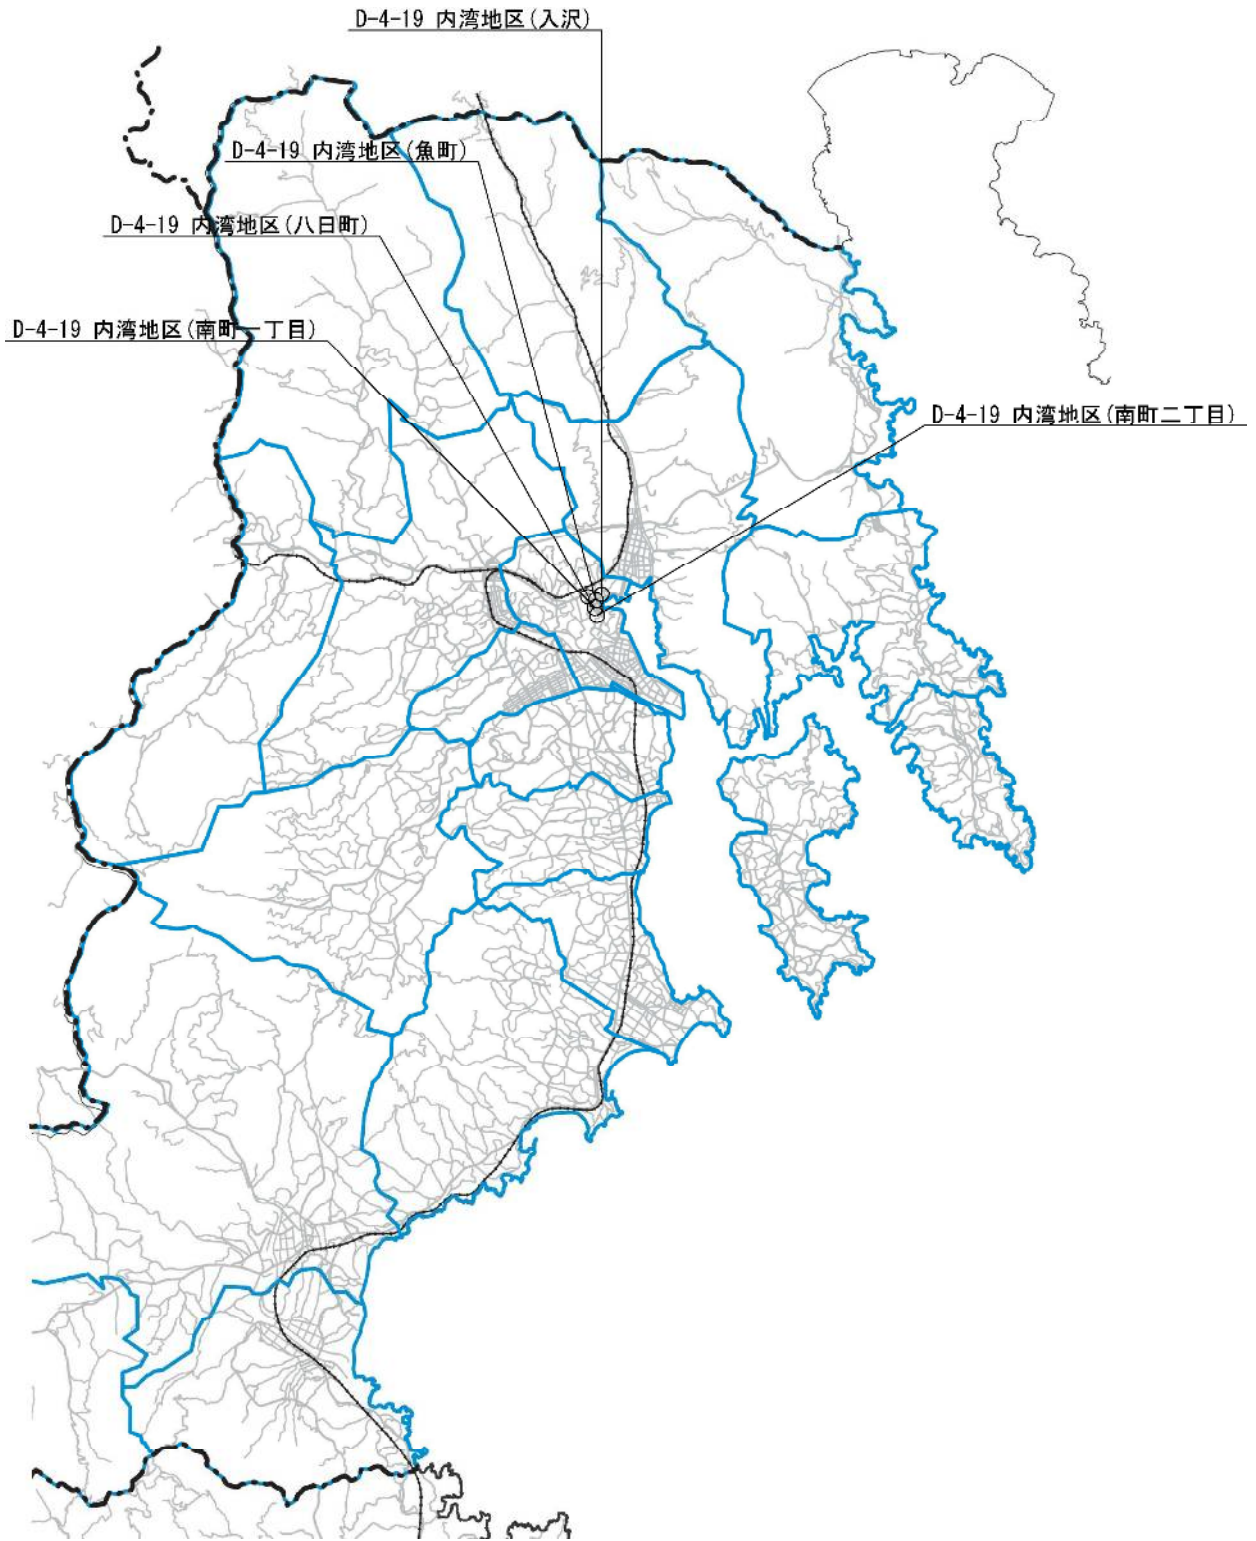 D-4-19 内湾地区(入沢)
D-4-19 内湾地区(魚町)
D-4-19 内湾地区(八日町)
D-4-19 内湾地区(南町一丁目)
D-4-19 内湾地区(南町二丁目)